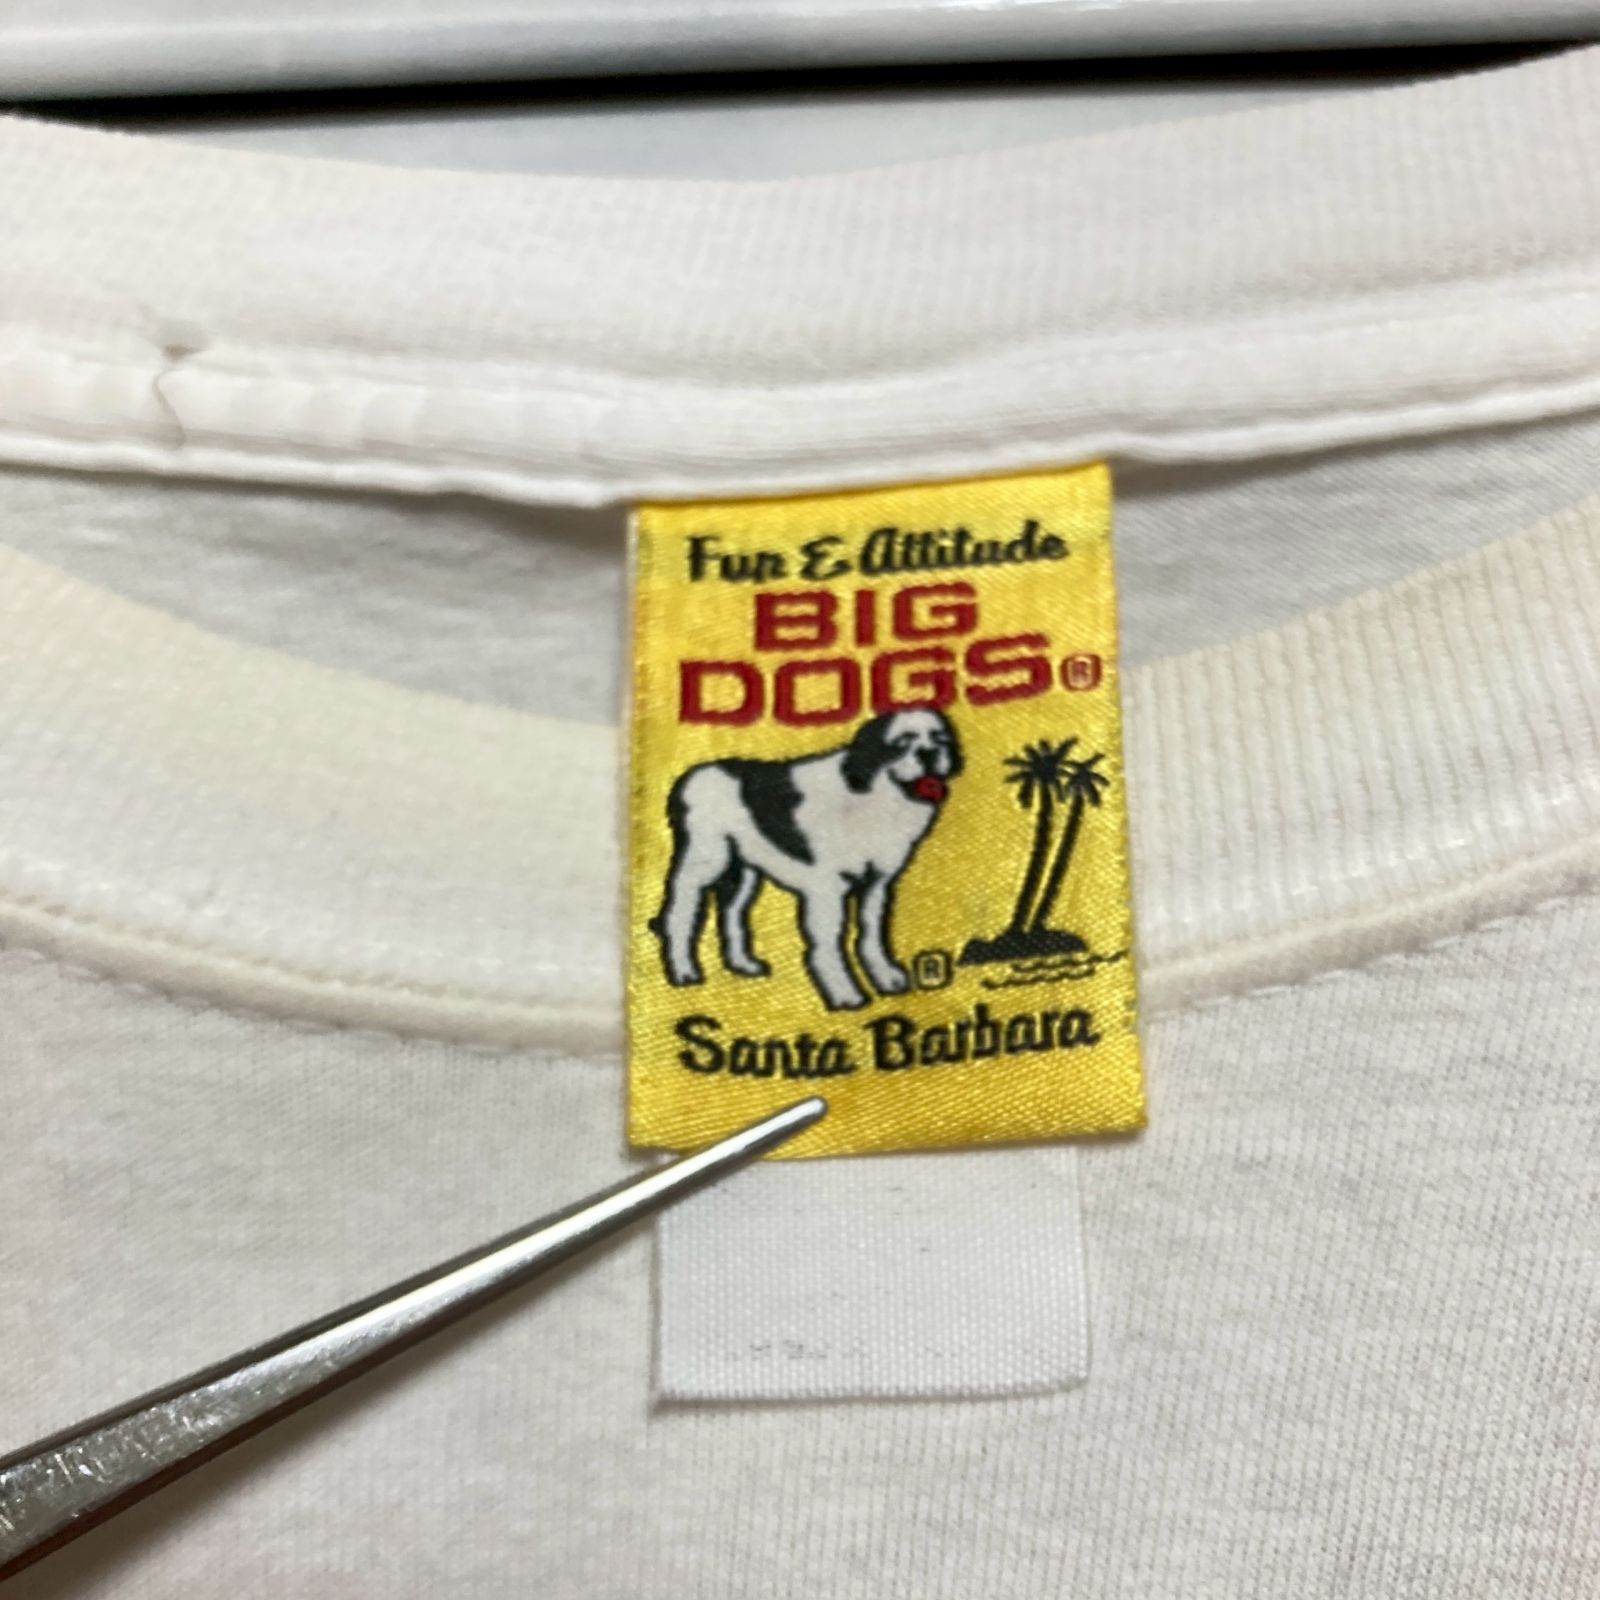 Fun & Attitude
BIG
DOGS®
®
Santa Barbara